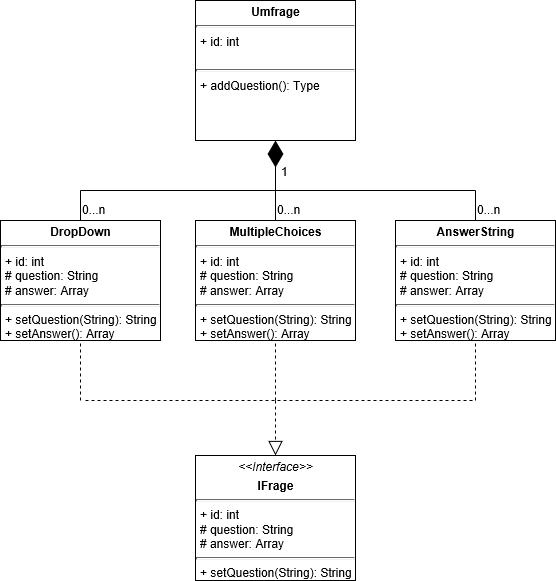 Umfrage
+ id: int
+ addQuestion(): Type
1
0...n
0...n
0...n
DropDown
+ id: int
# question: String
# answer: Array
+ setQuestion(String): String
+ setAnswer(): Array
MultipleChoices
+ id: int
# question: String
# answer: Array
+ setQuestion(String): String
+ setAnswer(): Array
AnswerString
+ id: int
# question: String
# answer: Array
+ setQuestion(String): String
+ setAnswer(): Array
<<Interface>>
IFrage
+ id: int
# question: String
# answer: Array
+ setQuestion(String): String